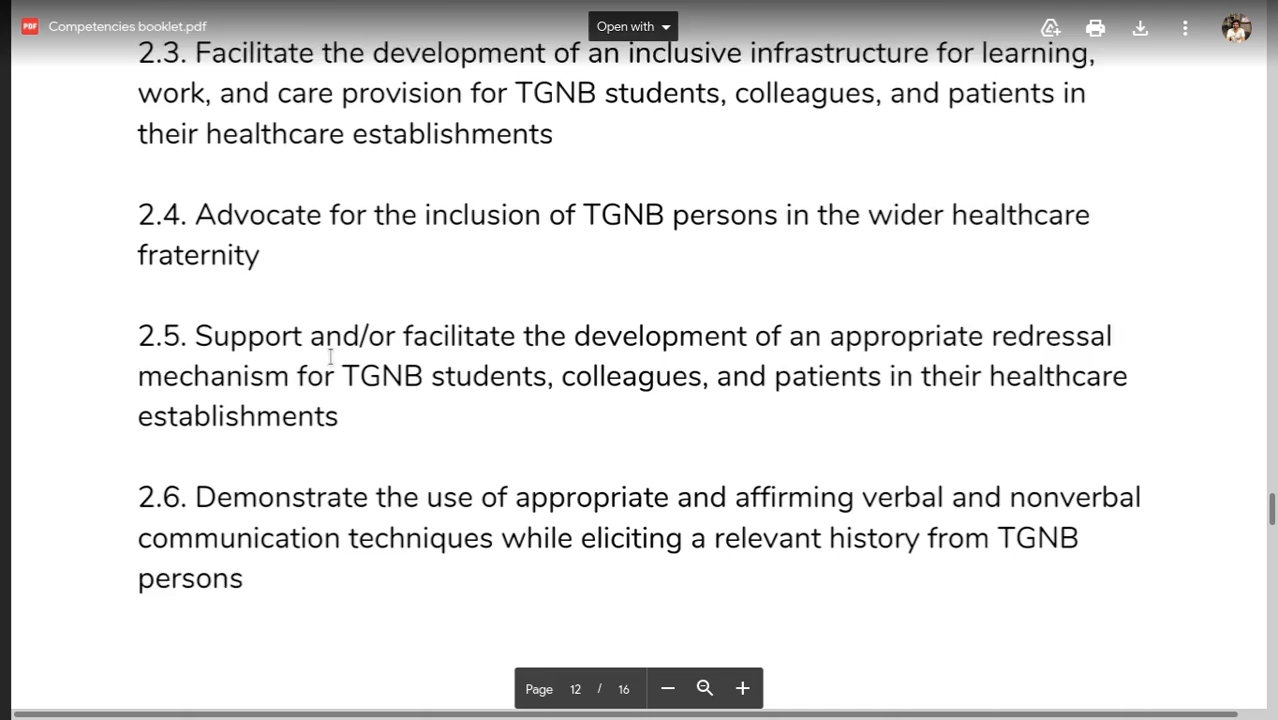 PDF Competencies booklet.pdf
Open with
2.3. Facilitate the development of an inclusive infrastructure for learning,
work, and care provision for TGNB students, colleagues, and patients in
their healthcare establishments
2.4. Advocate for the inclusion of TGNB persons in the wider healthcare
fraternity
2.5. Support and/or facilitate the development of an appropriate redressal
mechanism for TGNB students, colleagues, and patients in their healthcare
establishments
2.6. Demonstrate the use of appropriate and affirming verbal and nonverbal
communication techniques while eliciting a relevant history from TGNB
persons
Page 12 / 16